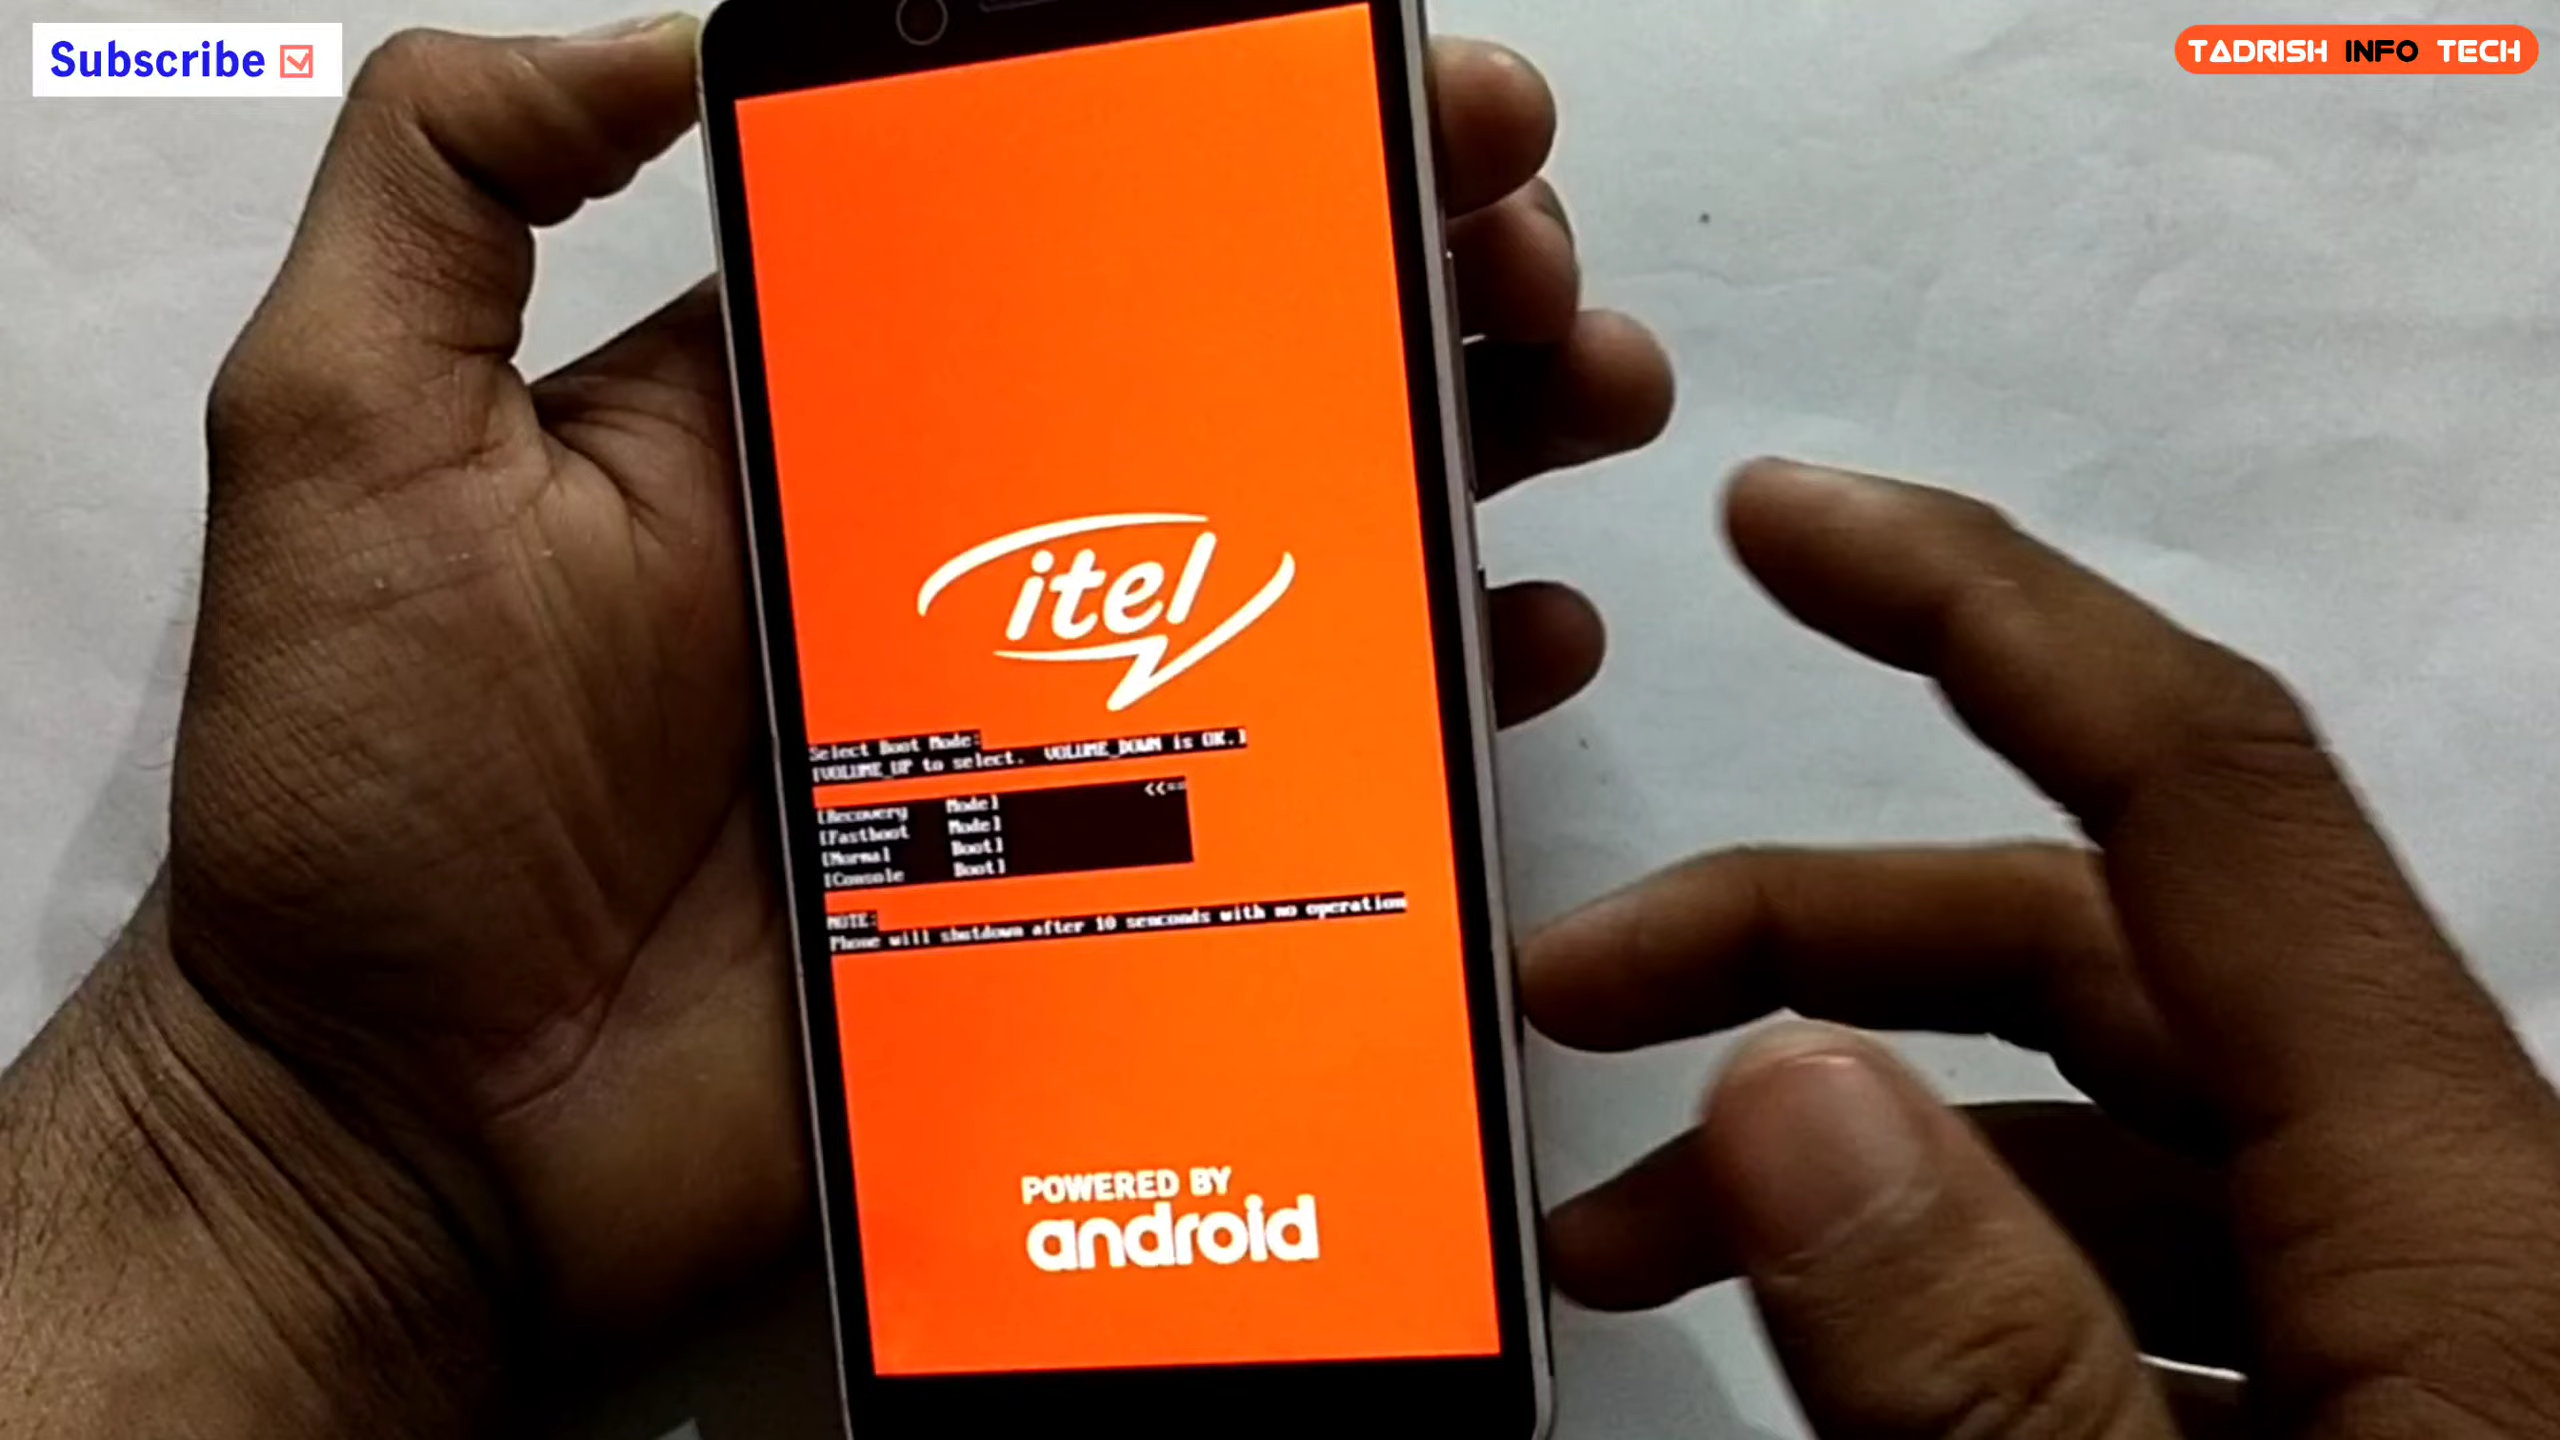 Subscribe
TADRISH INFO TECH
itel
Select Boot Mode:
[VOLUME_UP to select. VOLUME_DOWN is OK.]
[Recovery Mode] <<==
[Fastboot Mode]
[Normal Boot]
[Console Boot]
NOTE:
Phone will shutdown after 10 senconds with no operation
POWERED BY
android